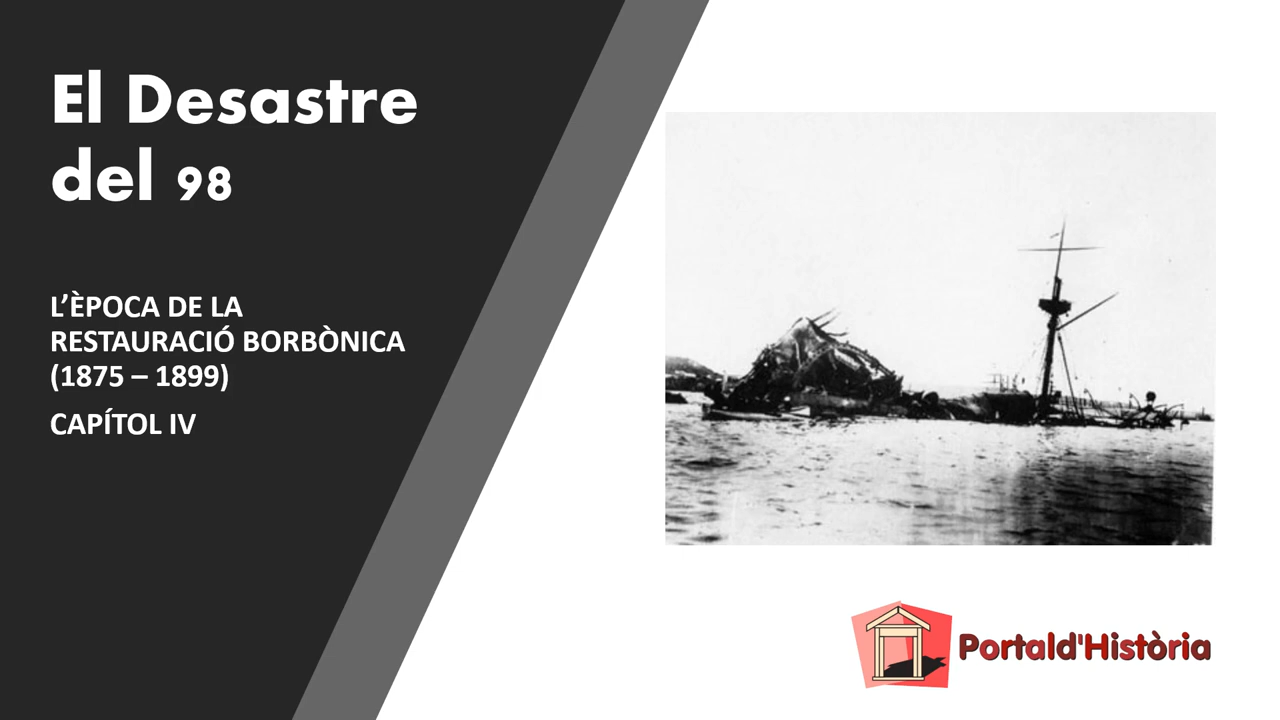 El Desastre
del 98
L’ÈPOCA DE LA
RESTAURACIÓ BORBÒNICA
(1875 – 1899)
CAPÍTOL IV
Portald'Història